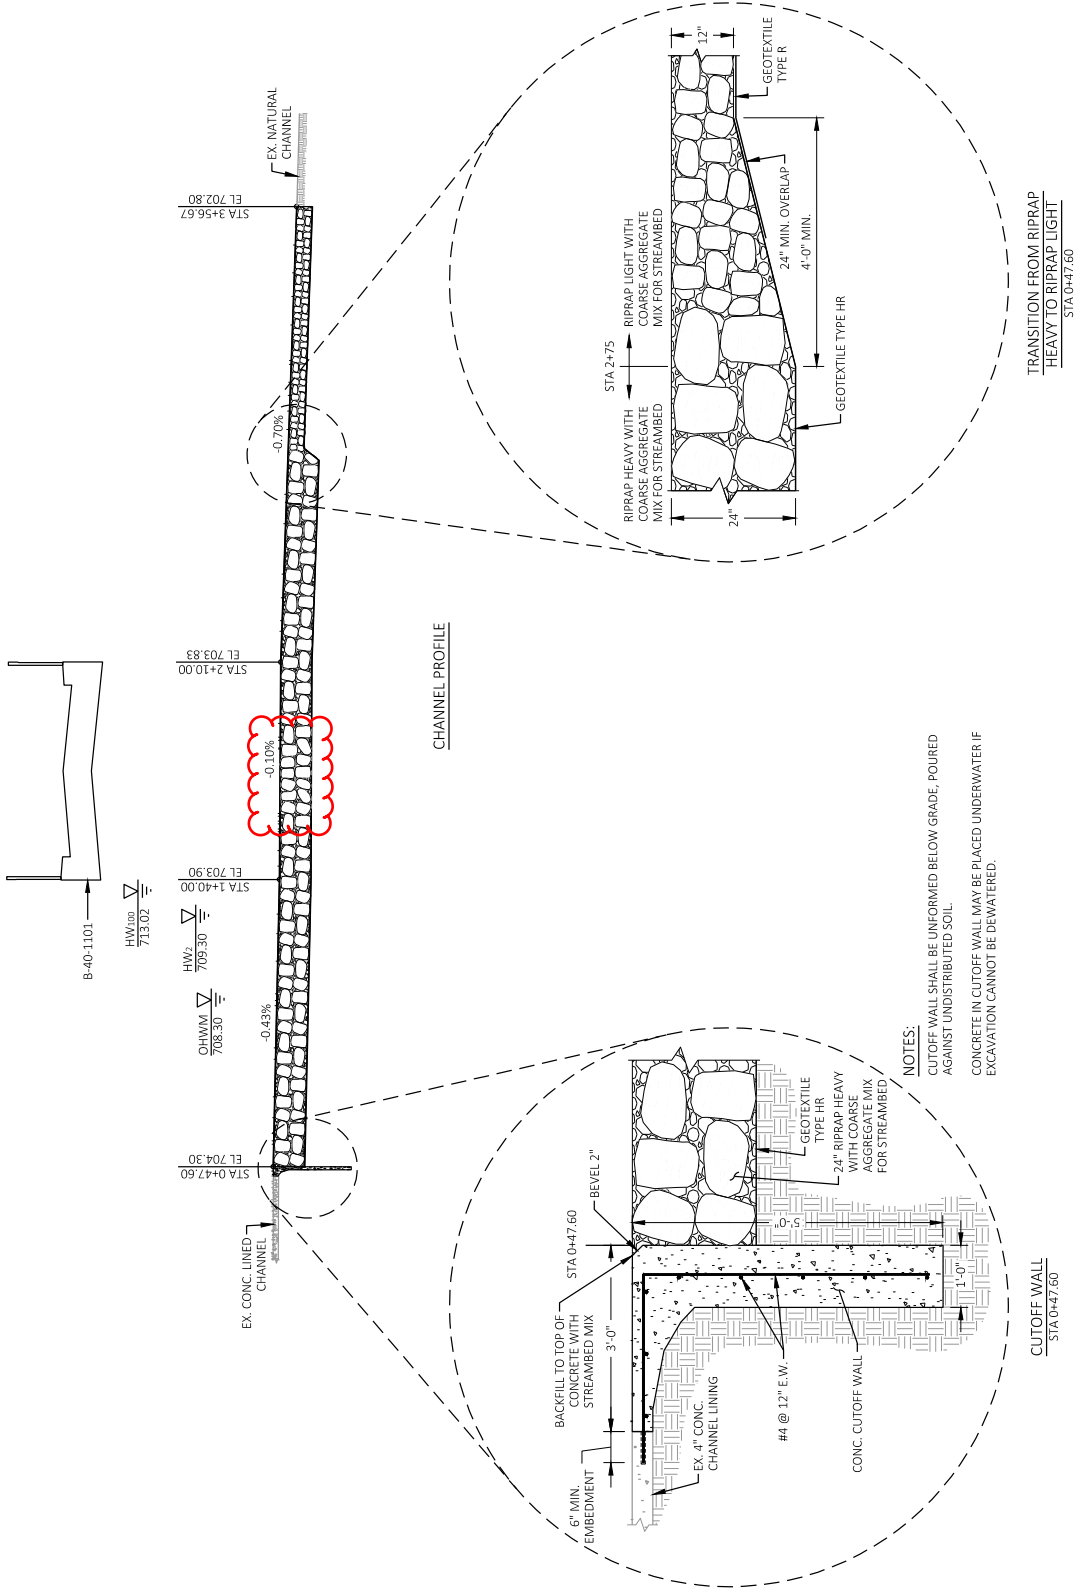 B-40-1101
HW100
713.02
HW2
709.30
OHWM
708.30
EX. CONC. LINED
CHANNEL
STA 0+47.60
EL 704.30
-0.43%
STA 1+40.00
EL 703.90
-0.10%
STA 2+10.00
EL 703.83
-0.70%
STA 3+56.67
EL 702.80
EX. NATURAL
CHANNEL
CHANNEL PROFILE
6" MIN.
EMBEDMENT
BACKFILL TO TOP OF
CONCRETE WITH
STREAMBED MIX
3'-0"
STA 0+47.60
BEVEL 2"
EX. 4" CONC.
CHANNEL LINING
#4 @ 12" E.W.
CONC. CUTOFF WALL
5'-0"
1'-0"
GEOTEXTILE
TYPE HR
24" RIPRAP HEAVY
WITH COARSE
AGGREGATE MIX
FOR STREAMBED
CUTOFF WALL
STA 0+47.60
NOTES:
CUTOFF WALL SHALL BE UNFORMED BELOW GRADE, POURED
AGAINST UNDISTRIBUTED SOIL.
CONCRETE IN CUTOFF WALL MAY BE PLACED UNDERWATER IF
EXCAVATION CANNOT BE DEWATERED.
STA 2+75
RIPRAP HEAVY WITH
COARSE AGGREGATE
MIX FOR STREAMBED
RIPRAP LIGHT WITH
COARSE AGGREGATE
MIX FOR STREAMBED
24"
12"
GEOTEXTILE
TYPE R
24" MIN. OVERLAP
4'-0" MIN.
GEOTEXTILE TYPE HR
TRANSITION FROM RIPRAP
HEAVY TO RIPRAP LIGHT
STA 0+47.60